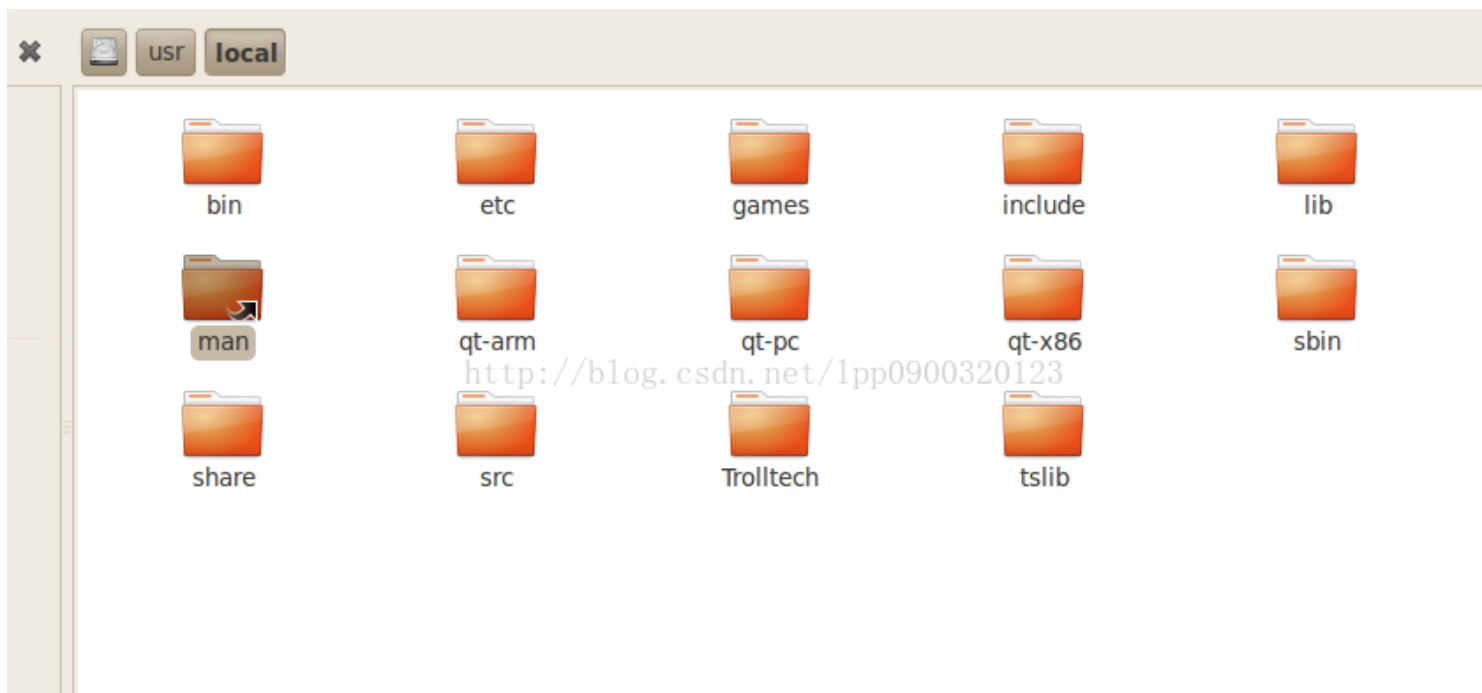 usr local
bin etc games include lib
man qt-arm qt-pc qt-x86 sbin
http://blog.csdn.net/lpp0900320123
share src Trolltech tslib